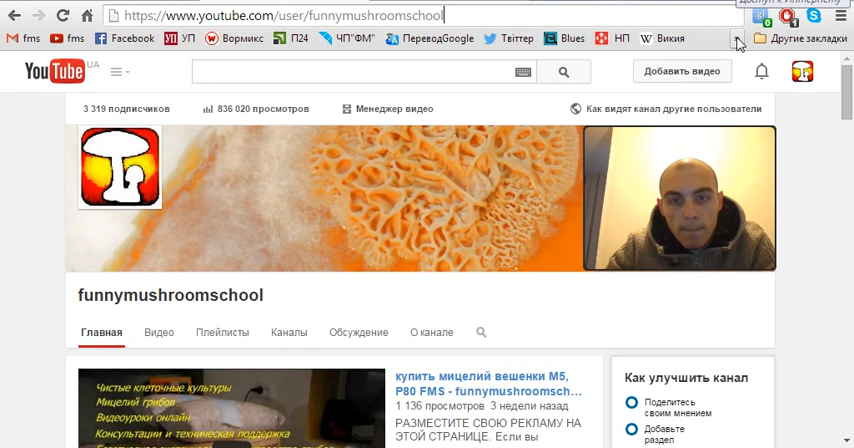 Доступ к Интернету
https://www.youtube.com/user/funnymushroomschool
fms fms Facebook УП Вормикс П24 ЧП"ФМ" ПереводGoogle Твіттер Blues НП Викия Другие закладки
YouTube UA Добавить видео
3 319 подписчиков 836 020 просмотров Менеджер видео Как видят канал другие пользователи
funnymushroomschool
Главная Видео Плейлисты Каналы Обсуждение О канале
Чистые клеточные культуры
Мицелий грибов
Видеоуроки онлайн
Консультации и техническая поддержка
купить мицелий вешенки М5,
P80 FMS - funnymushroomsch...
1 136 просмотров 3 недели назад
РАЗМЕСТИТЕ СВОЮ РЕКЛАМУ НА
ЭТОЙ СТРАНИЦЕ. Если вы
Как улучшить канал
Поделитесь
своим мнением
Добавьте
раздел